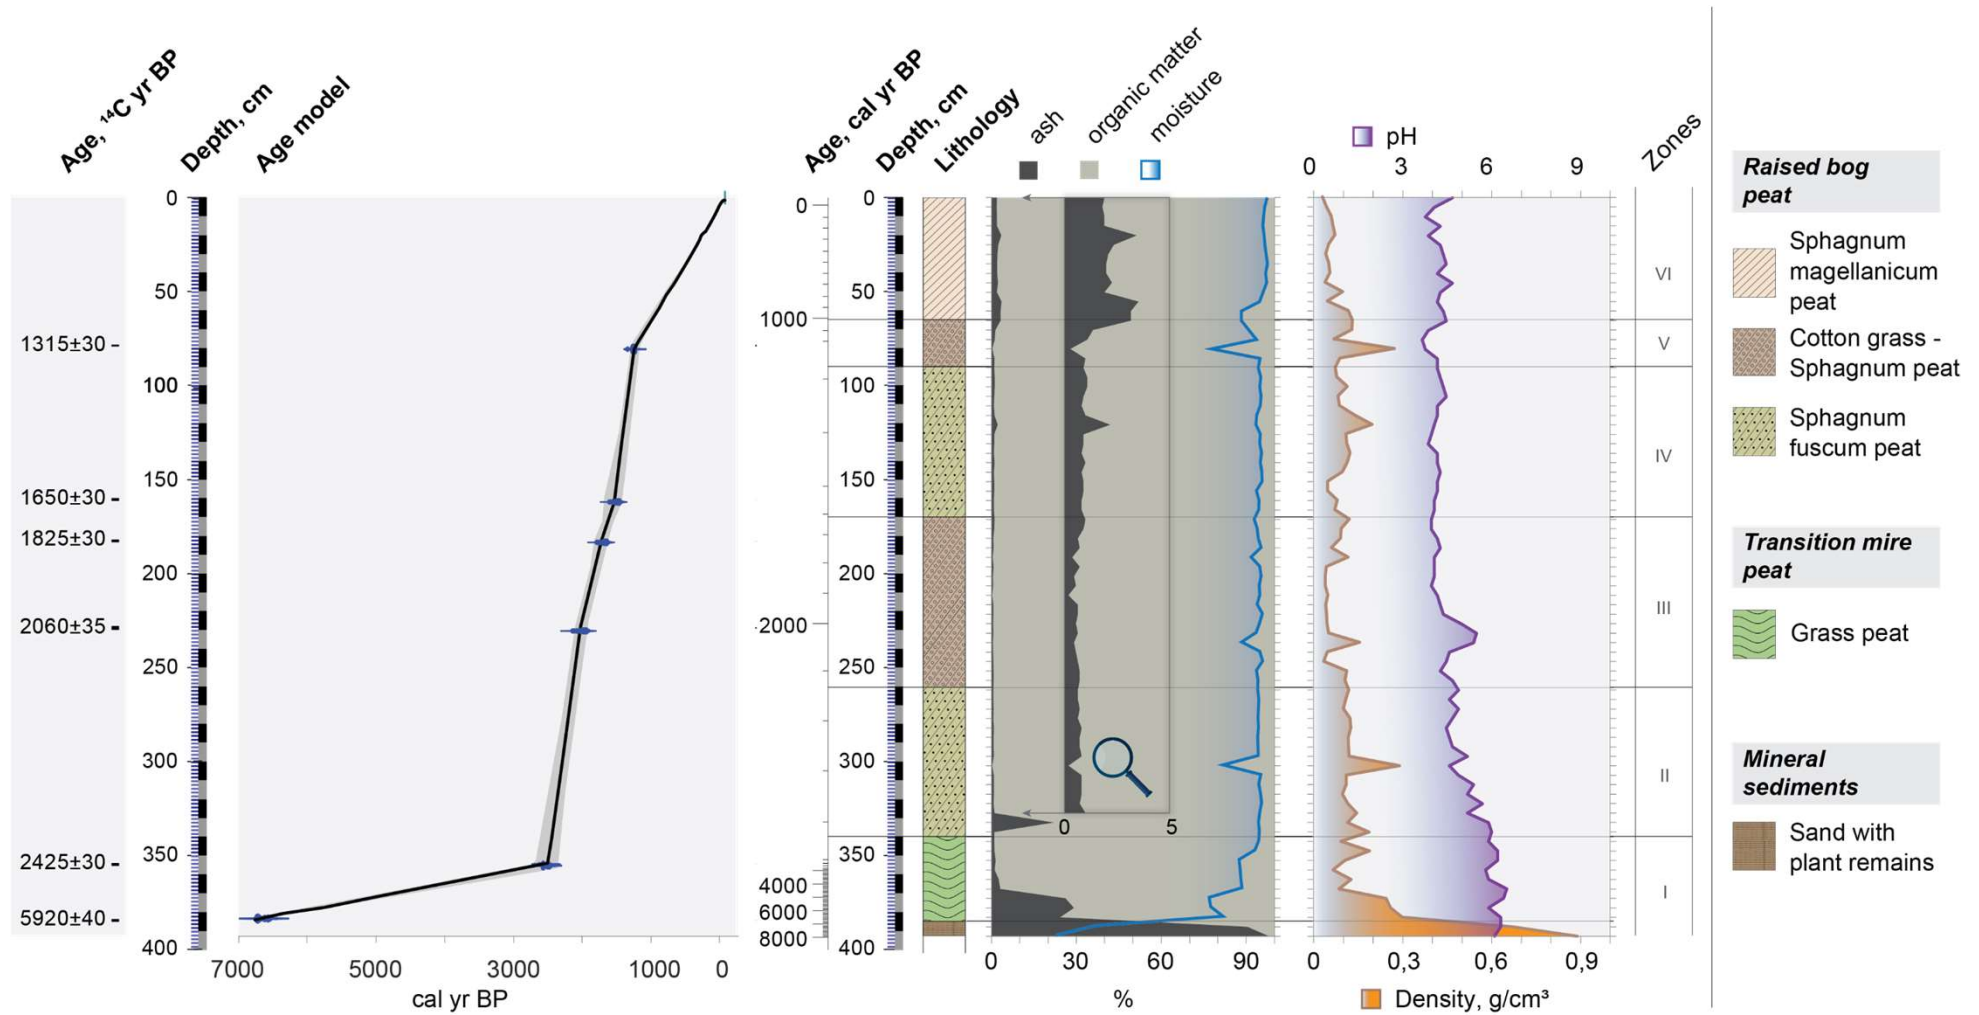 Age, ¹⁴C yr BP
Depth, cm
Age model
Age, cal yr BP
Depth, cm
Lithology
ash
organic matter
moisture
pH
0 3 6 9
Zones
1315±30
1650±30
1825±30
2060±35
2425±30
5920±40
0
50
100
150
200
250
300
350
400
7000 5000 3000 1000 0
cal yr BP
0
1000
2000
4000
6000
8000
0
50
100
150
200
250
300
350
400
0 5
0 30 60 90
%
0 0,3 0,6 0,9
Density, g/cm³
VI
V
IV
III
II
I
Raised bog
peat
Sphagnum
magellanicum
peat
Cotton grass -
Sphagnum peat
Sphagnum
fuscum peat
Transition mire
peat
Grass peat
Mineral
sediments
Sand with
plant remains